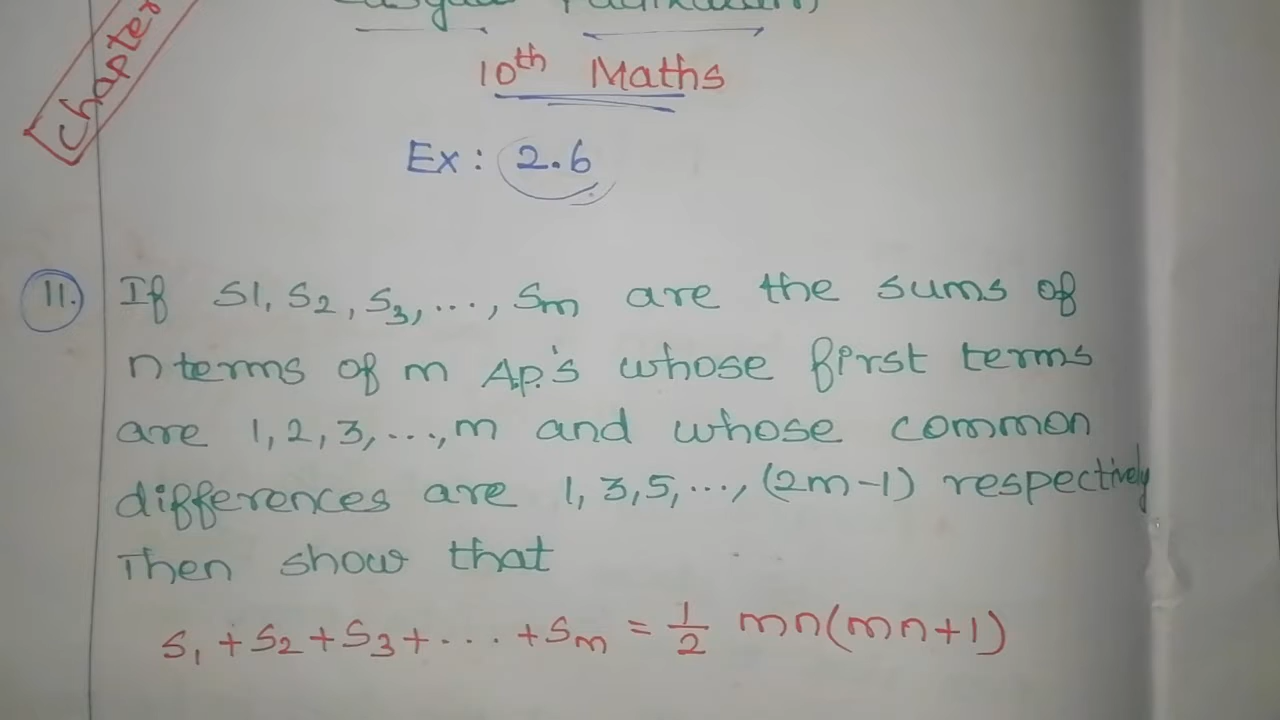 Chapter
10th Maths
Ex: 2.6
11. If S1, S2, S3, ..., Sm are the sums of
n terms of m A.P.'s whose first terms
are 1, 2, 3, ..., m and whose common
differences are 1, 3, 5, ..., (2m-1) respectively
Then show that
S1 + S2 + S3 + ... + Sm = 1/2 mn(mn+1)